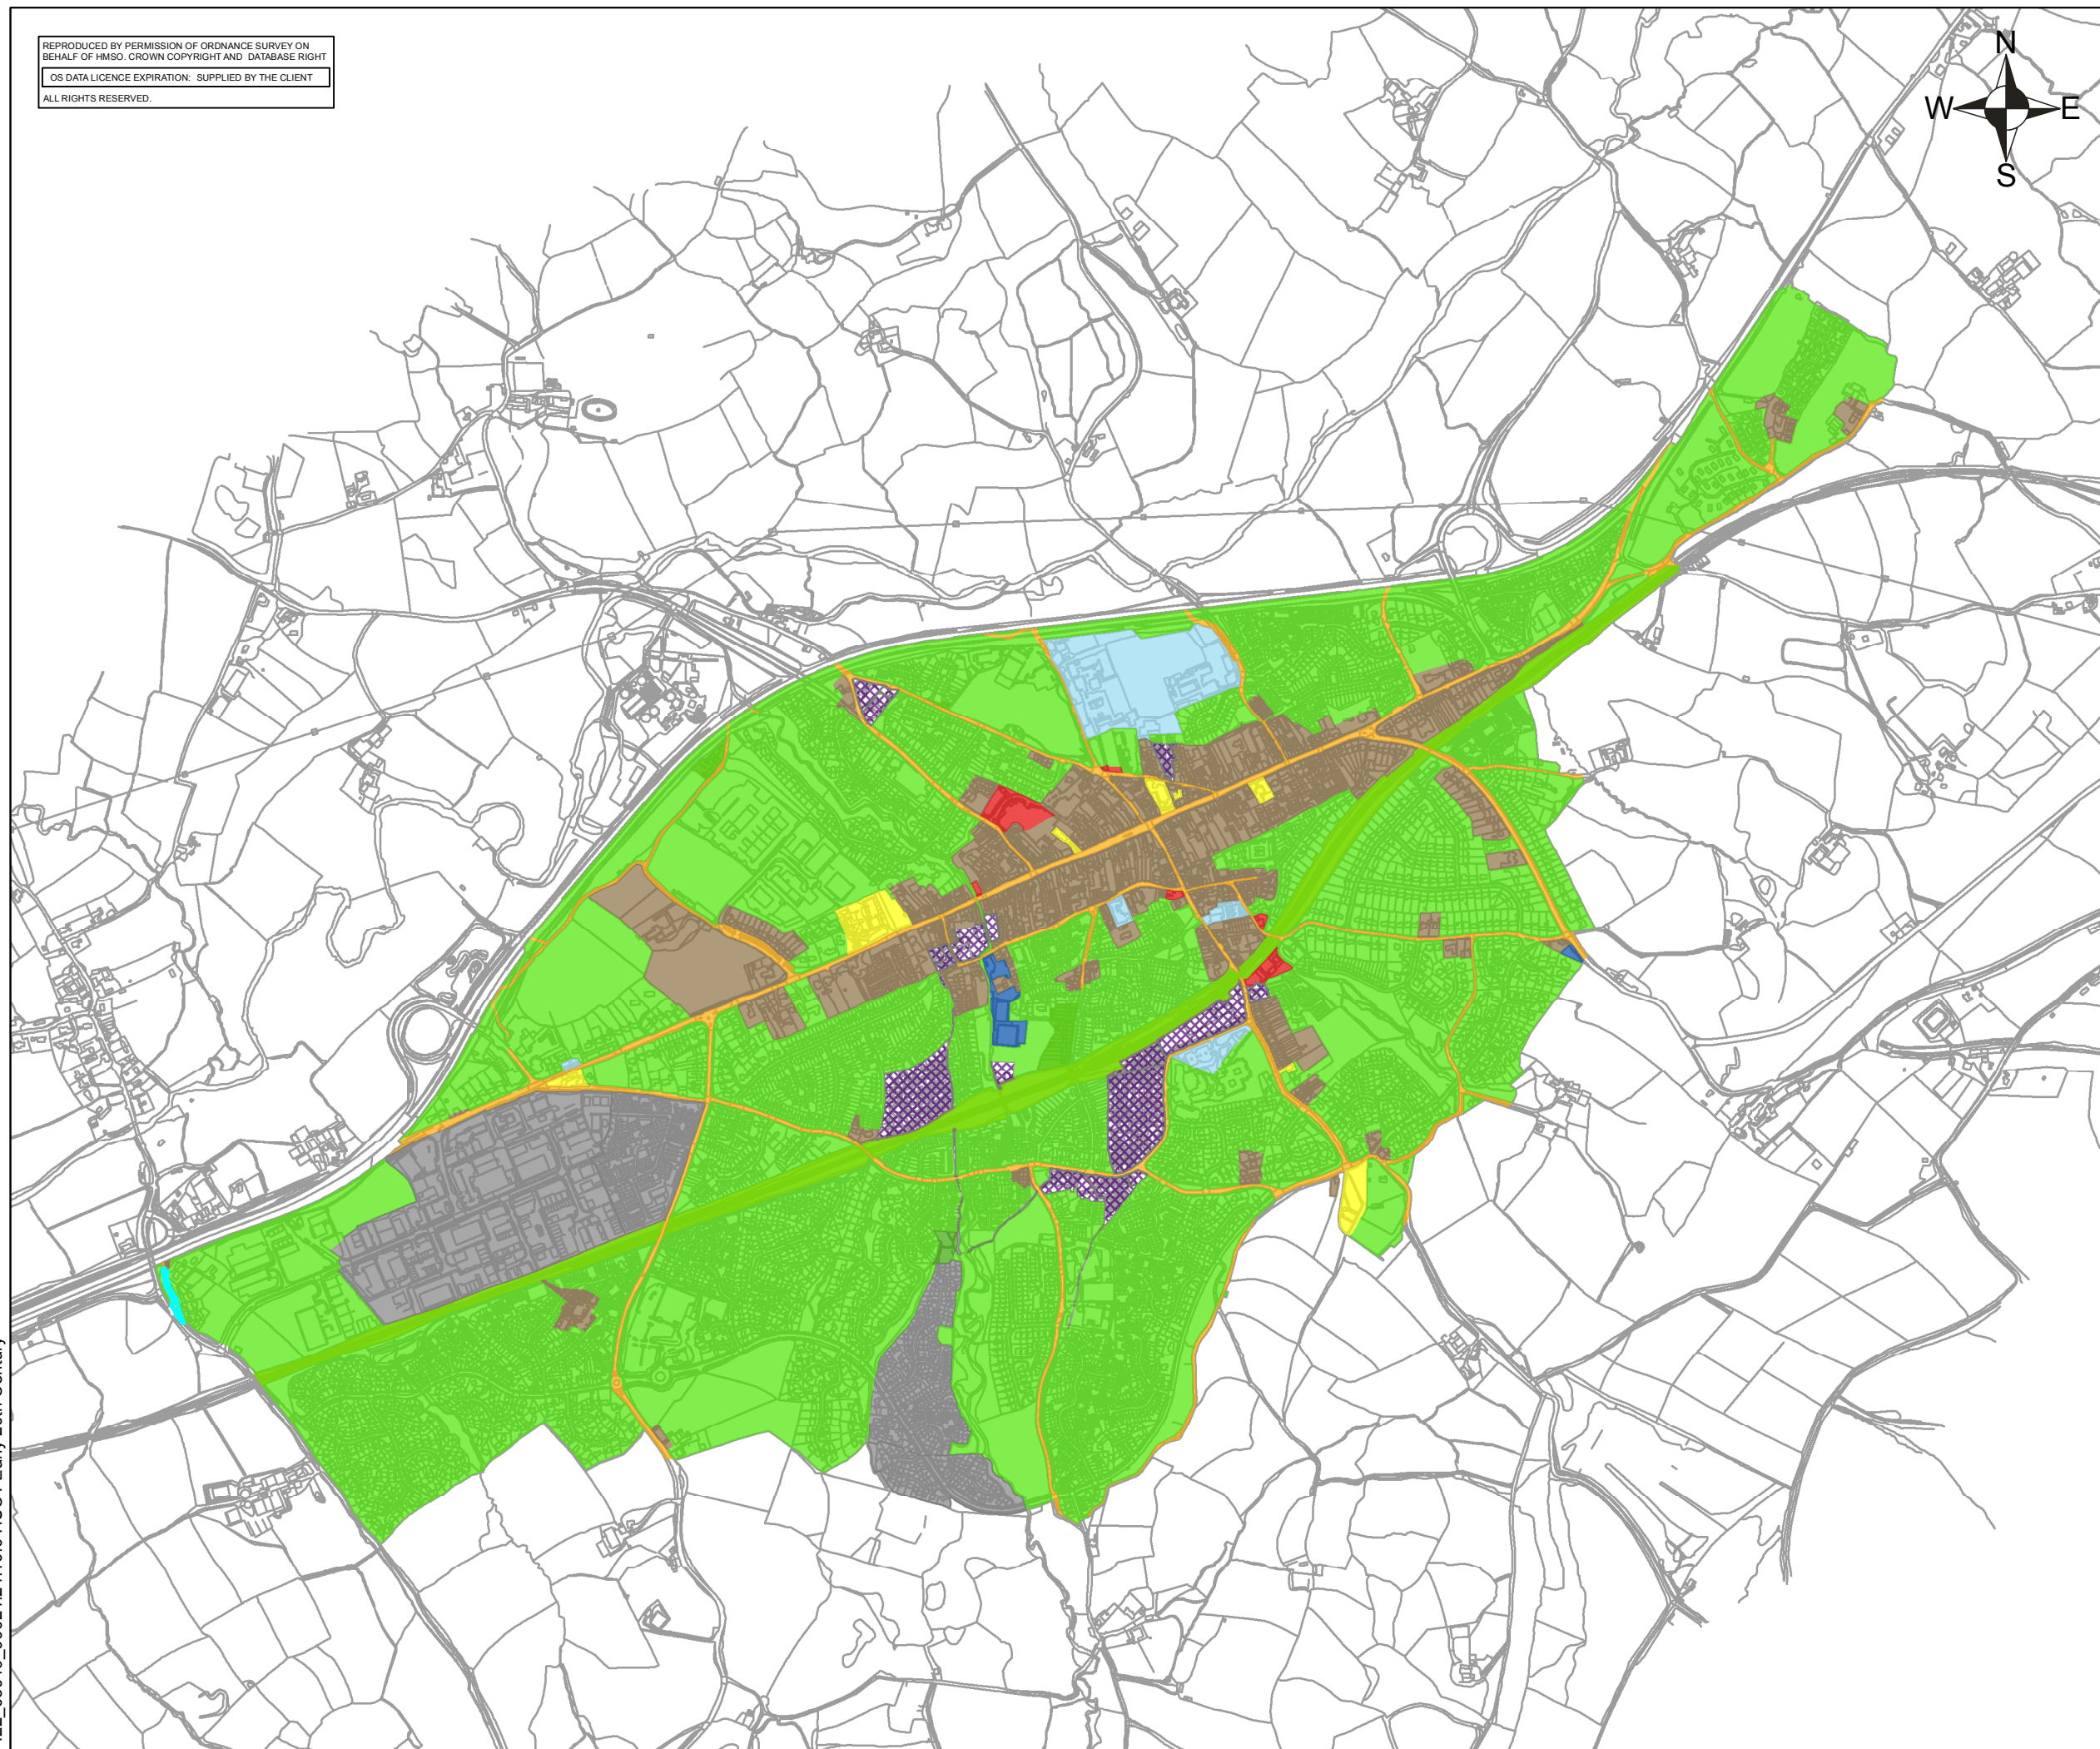 REPRODUCED BY PERMISSION OF ORDNANCE SURVEY ON
BEHALF OF HMSO. CROWN COPYRIGHT AND DATABASE RIGHT
OS DATA LICENCE EXPIRATION: SUPPLIED BY THE CLIENT
ALL RIGHTS RESERVED.
N
W
E
S